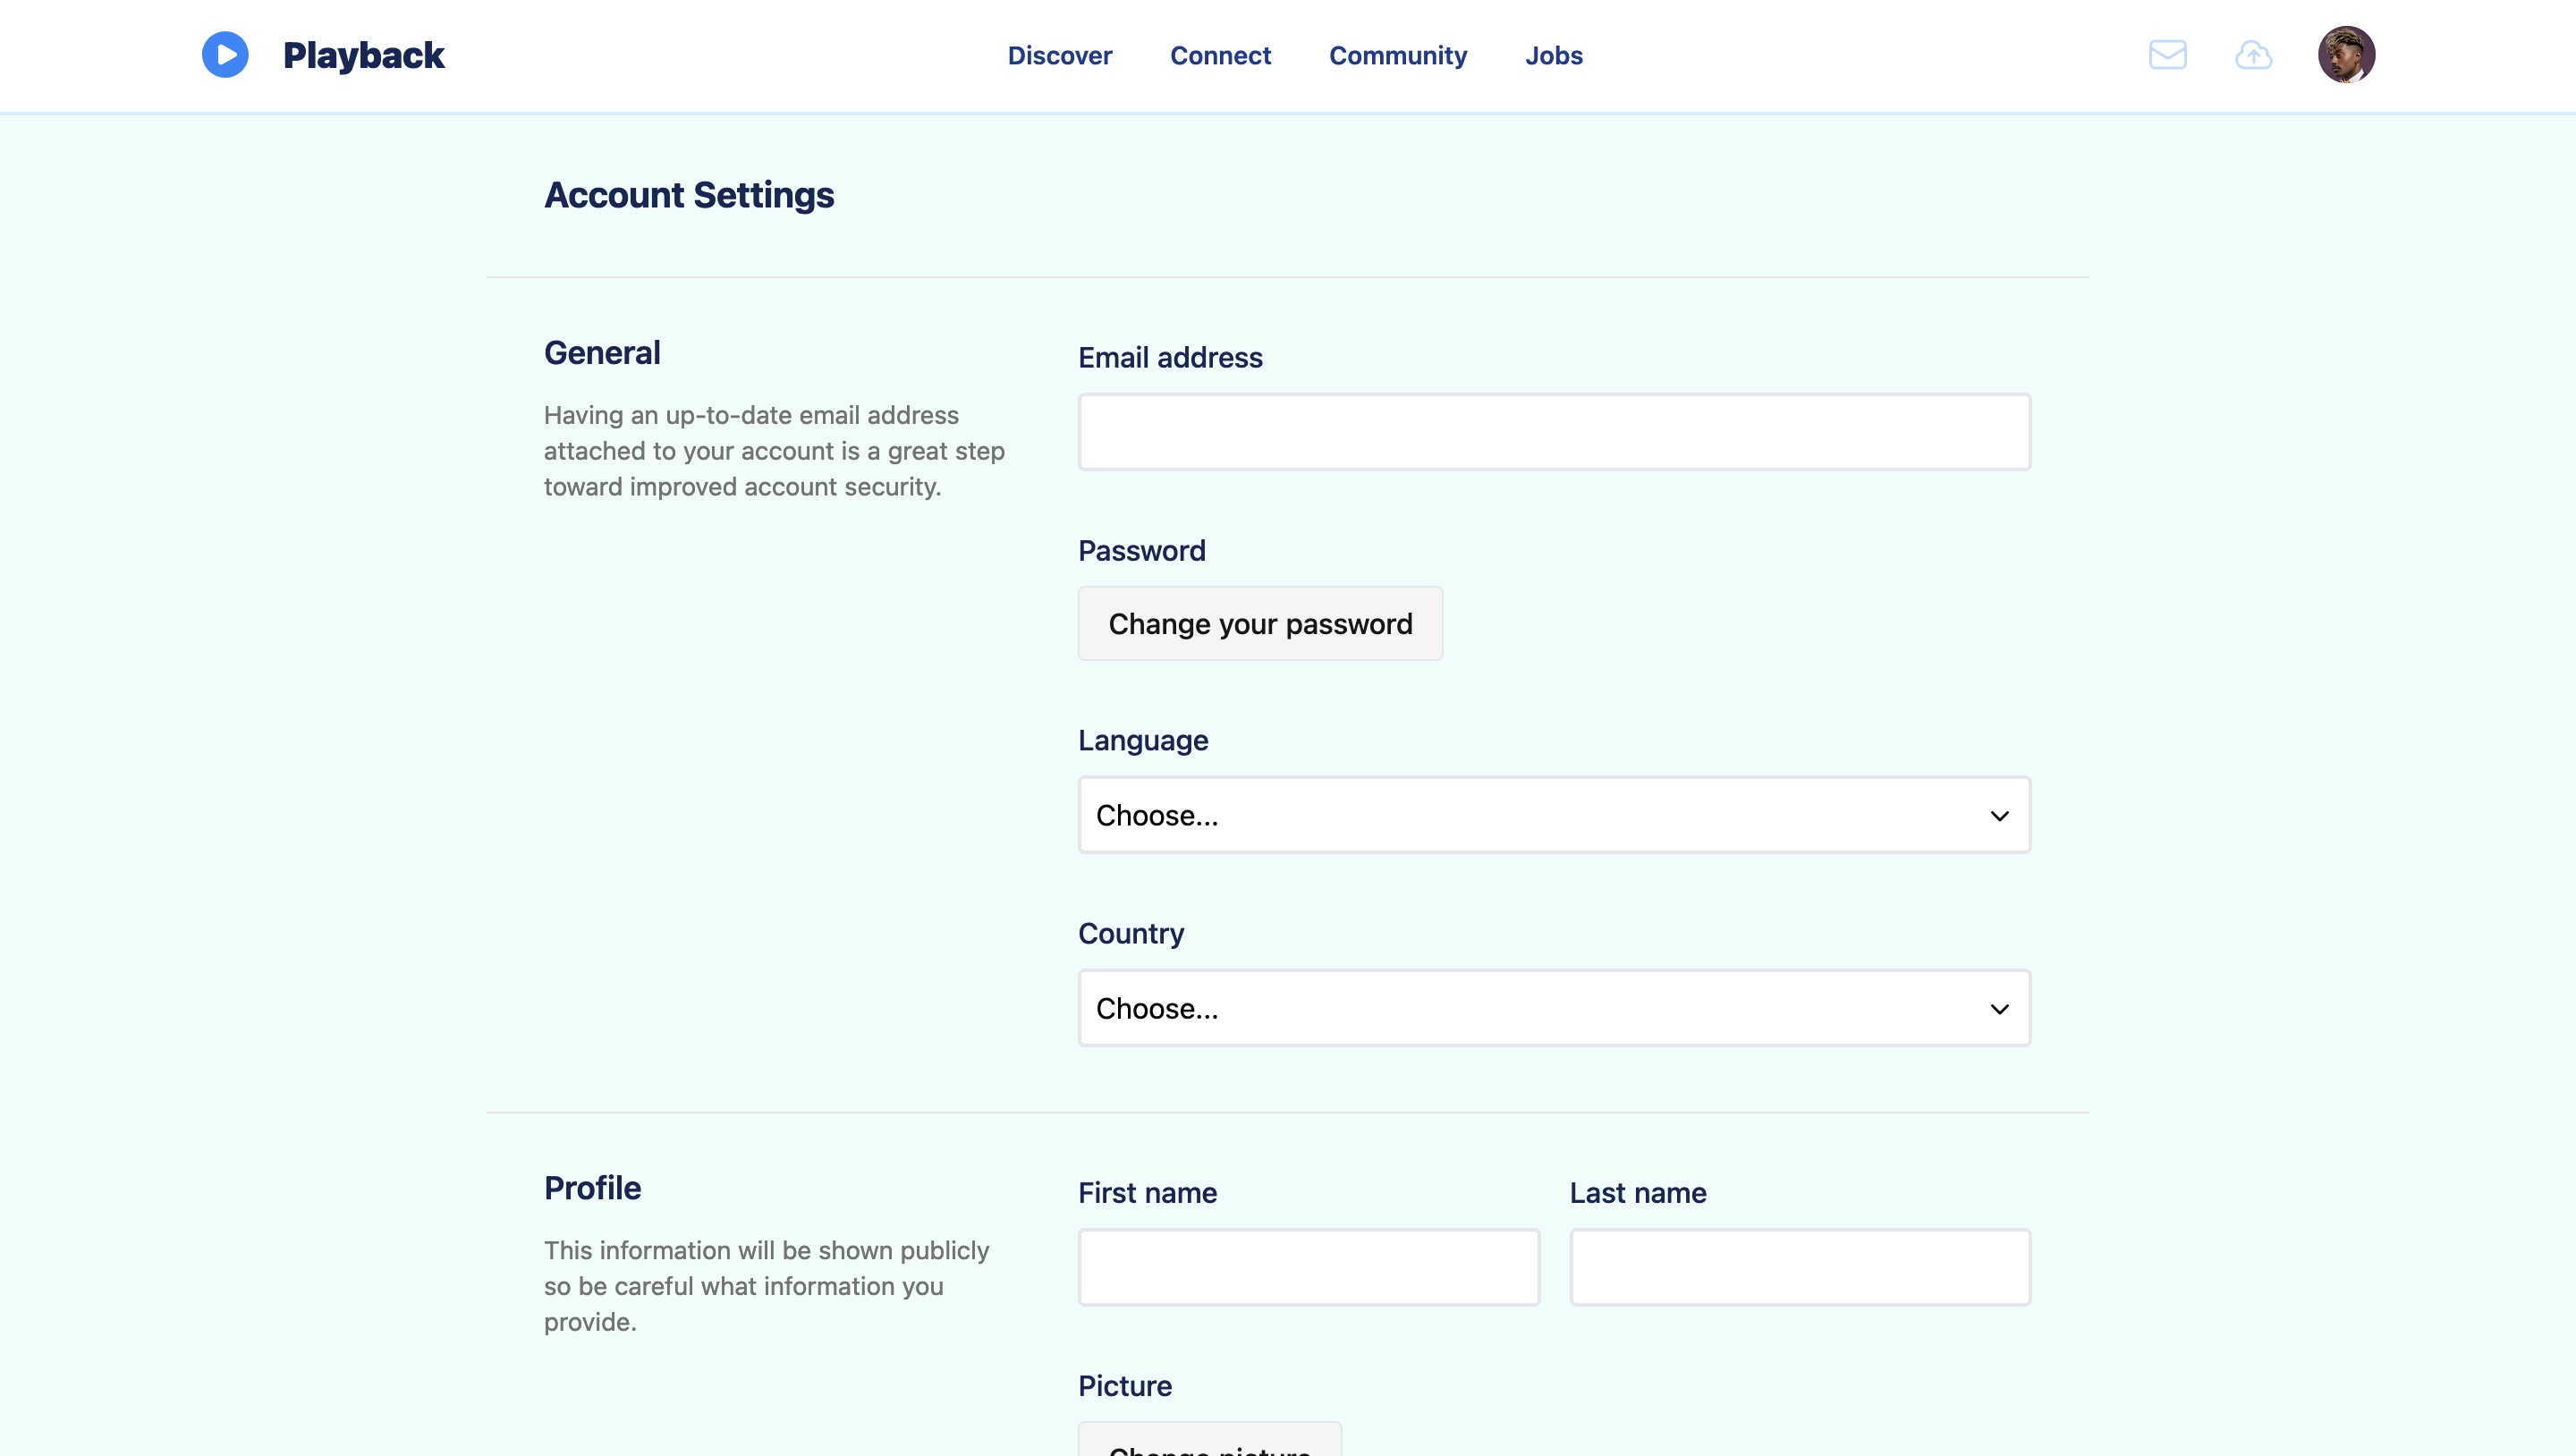 Playback
Discover
Connect
Community
Jobs
Account Settings
General
Having an up-to-date email address
attached to your account is a great step
toward improved account security.
Email address
Password
Change your password
Language
Choose...
Country
Choose...
Profile
This information will be shown publicly
so be careful what information you
provide.
First name
Last name
Picture
Change picture